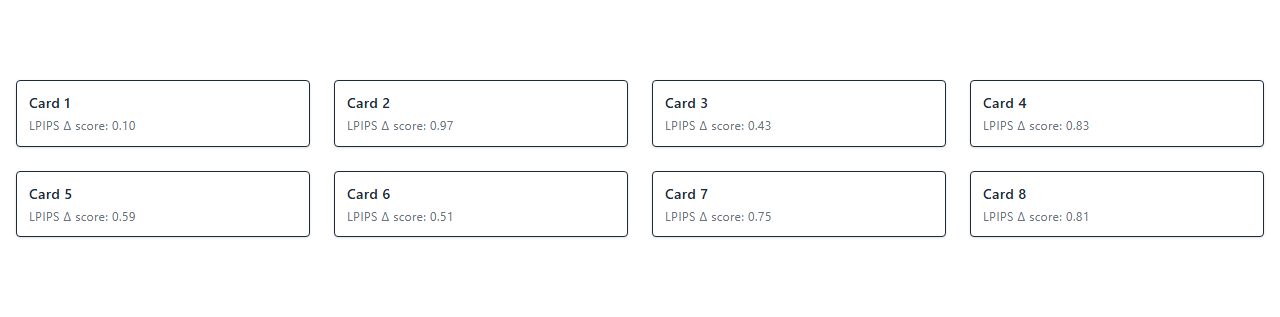 Card 1
LPIPS Δ score: 0.10
Card 2
LPIPS Δ score: 0.97
Card 3
LPIPS Δ score: 0.43
Card 4
LPIPS Δ score: 0.83
Card 5
LPIPS Δ score: 0.59
Card 6
LPIPS Δ score: 0.51
Card 7
LPIPS Δ score: 0.75
Card 8
LPIPS Δ score: 0.81